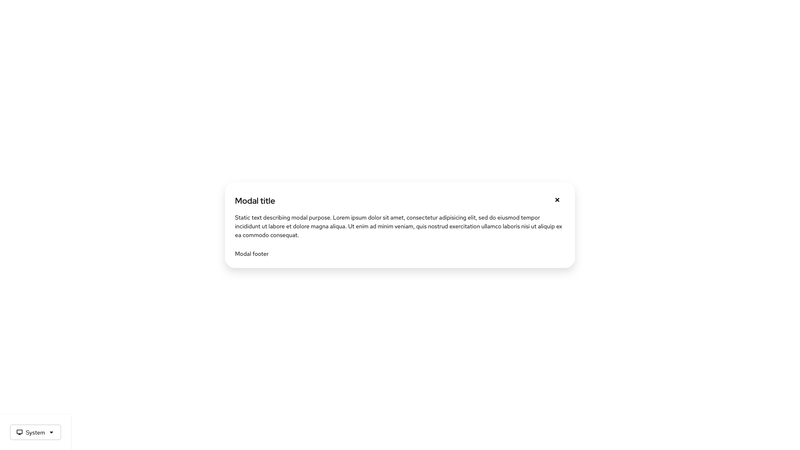 Modal title
Static text describing modal purpose. Lorem ipsum dolor sit amet, consectetur adipisicing elit, sed do eiusmod tempor
incididunt ut labore et dolore magna aliqua. Ut enim ad minim veniam, quis nostrud exercitation ullamco laboris nisi ut aliquip ex
ea commodo consequat.
Modal footer
System